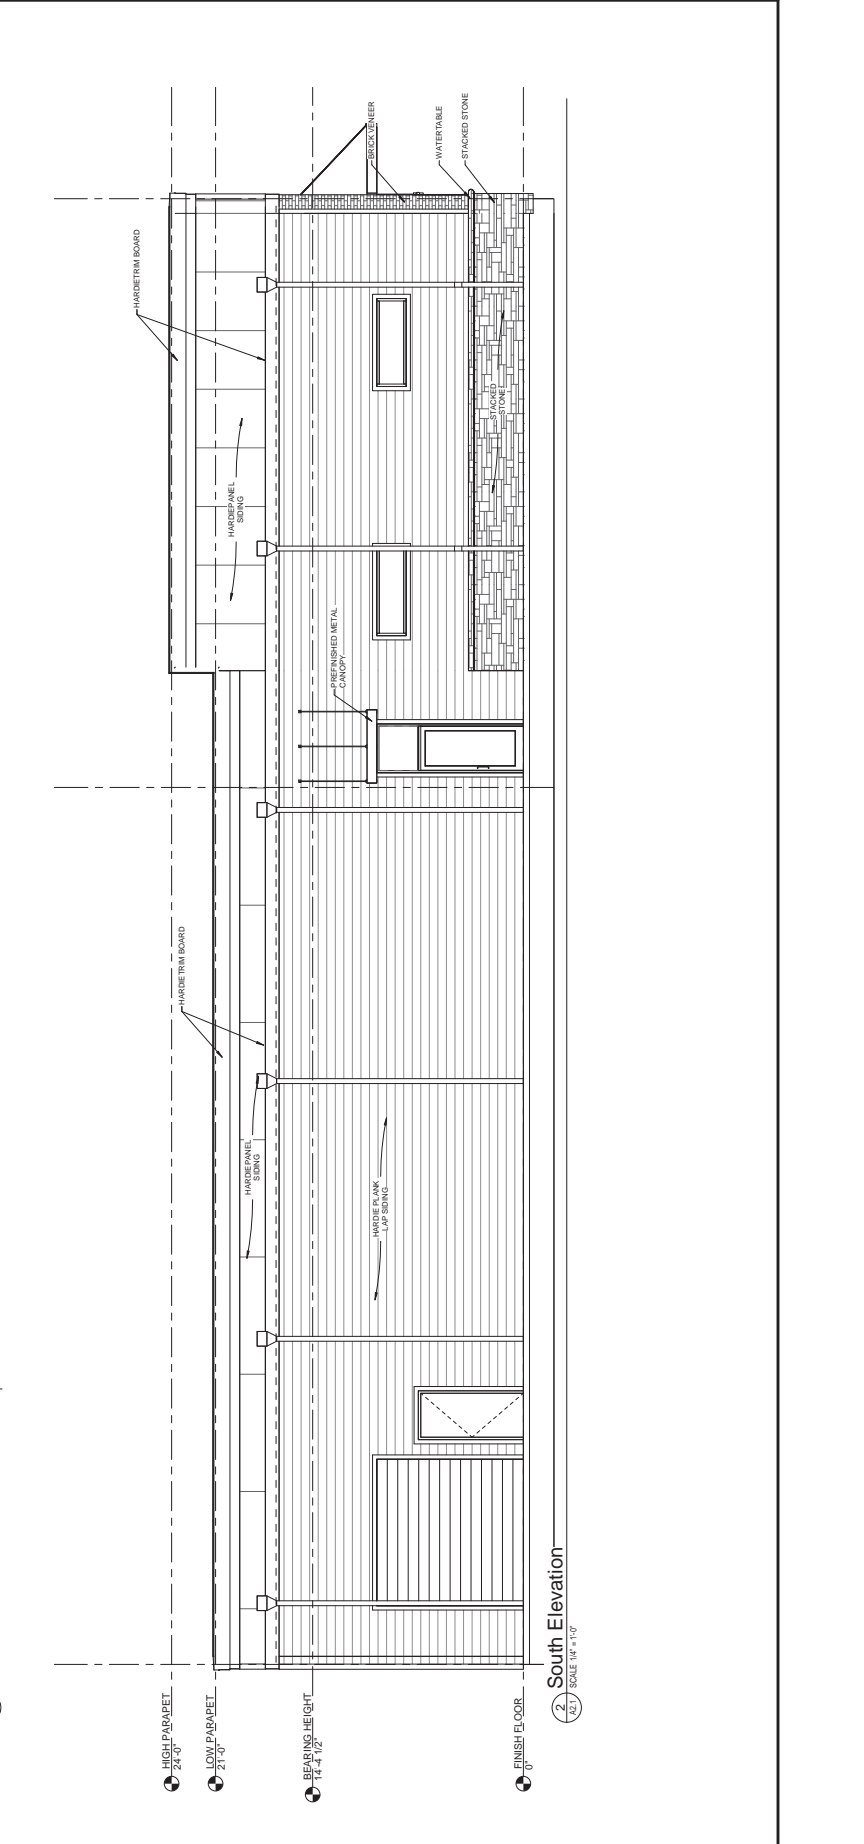 HIGH PARAPET
24'-0"
LOW PARAPET
21'-0"
BEARING HEIGHT
14'-4 1/2"
FINISH FLOOR
0"
HARDIETRIM BOARD
HARDIEPANEL
SIDING
HARDIE PLANK
LAP SIDING
PREFINISHED METAL
CANOPY
HARDIEPANEL
SIDING
HARDIETRIM BOARD
BRICK VENEER
WATERTABLE
STACKED STONE
STACKED
STONE
2
A2.1
South Elevation
SCALE 1/4" = 1'-0"